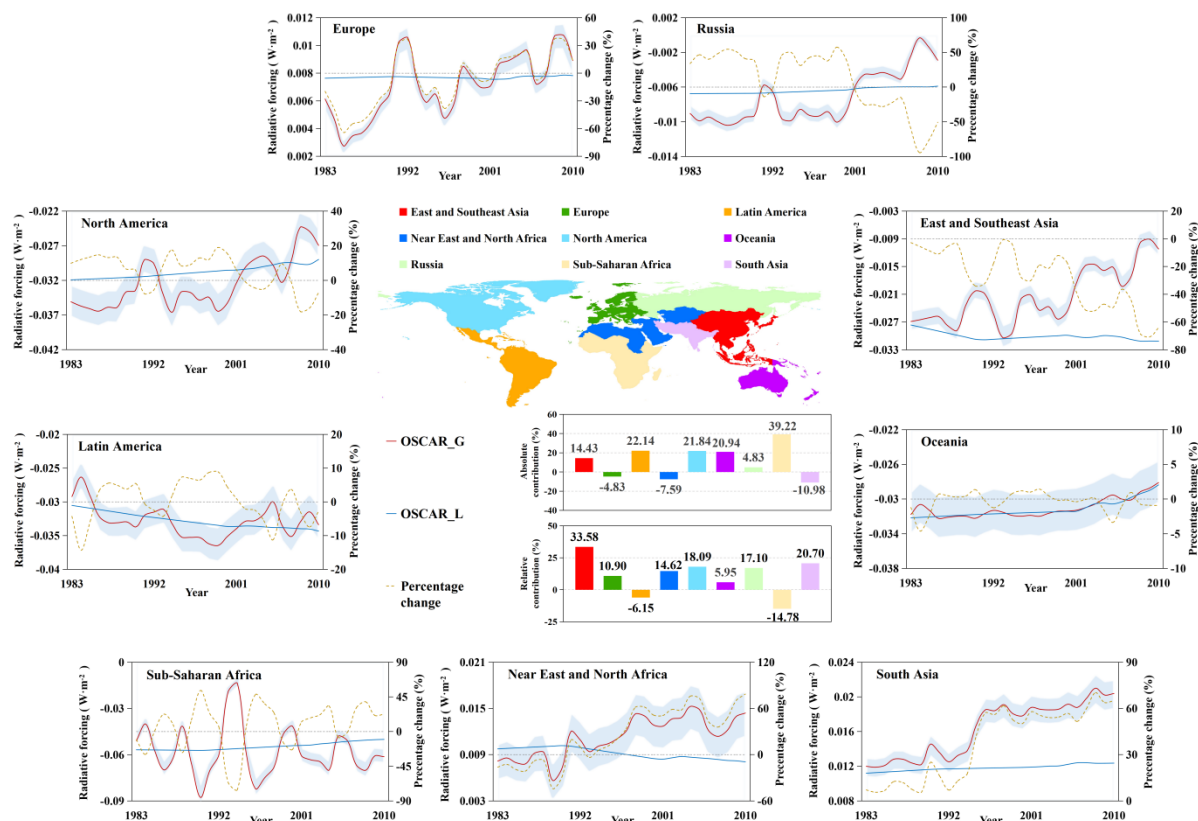 Europe
Radiative forcing ( W·m⁻²)
0.012
0.01
0.008
0.006
0.004
0.002
60
30
0
-30
-60
-90
Precentage change (%)
1983 1992 2001 2010
Year
Russia
Radiative forcing ( W·m⁻²)
-0.002
-0.002
-0.006
-0.01
-0.014
100
50
0
-50
-100
Precentage change (%)
1983 1992 2001 2010
Year
North America
Radiative forcing ( W·m⁻²)
-0.022
-0.027
-0.032
-0.037
-0.042
40
20
0
-20
-40
Precentage change (%)
1983 1992 2001 2010
Year
East and Southeast Asia
Europe
Latin America
Near East and North Africa
North America
Oceania
Russia
Sub-Saharan Africa
South Asia
East and Southeast Asia
Radiative forcing ( W·m⁻²)
-0.003
-0.009
-0.015
-0.021
-0.027
-0.033
20
0
-20
-40
-60
-80
Precentage change (%)
1983 1992 2001 2010
Year
Latin America
Radiative forcing ( W·m⁻²)
-0.02
-0.025
-0.03
-0.035
-0.04
20
10
0
-10
-20
Precentage change (%)
1983 1992 2001 2010
Year
OSCAR_G
OSCAR_L
Percentage
change
Absolute
contribution (%)
60
40
20
0
-20
-40
14.43
-4.83
22.14
-7.59
21.84
20.94
4.83
39.22
-10.98
Relative
contribution (%)
50
25
0
-25
33.58
10.90
-6.15
14.62
18.09
5.95
17.10
-14.78
20.70
Oceania
Radiative forcing ( W·m⁻²)
-0.022
-0.026
-0.03
-0.034
-0.038
10
5
0
-5
-10
Precentage change (%)
1983 1992 2001 2010
Year
Sub-Saharan Africa
Radiative forcing ( W·m⁻²)
0
-0.03
-0.06
-0.09
90
45
0
-45
-90
Precentage change (%)
1983 1992 2001 2010
Year
Near East and North Africa
Radiative forcing ( W·m⁻²)
0.021
0.015
0.009
0.003
120
60
0
-60
Precentage change (%)
1983 1992 2001 2010
Year
South Asia
Radiative forcing ( W·m⁻²)
0.024
0.02
0.016
0.012
0.008
90
60
30
0
Precentage change (%)
1983 1992 2001 2010
Year